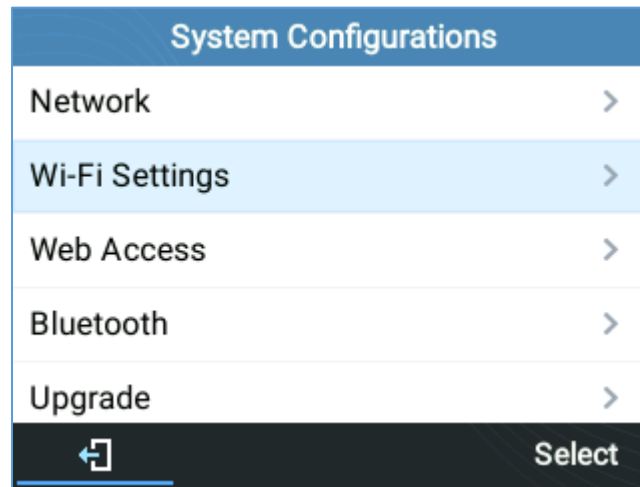 System Configurations
Network
Wi-Fi Settings
Web Access
Bluetooth
Upgrade
Select